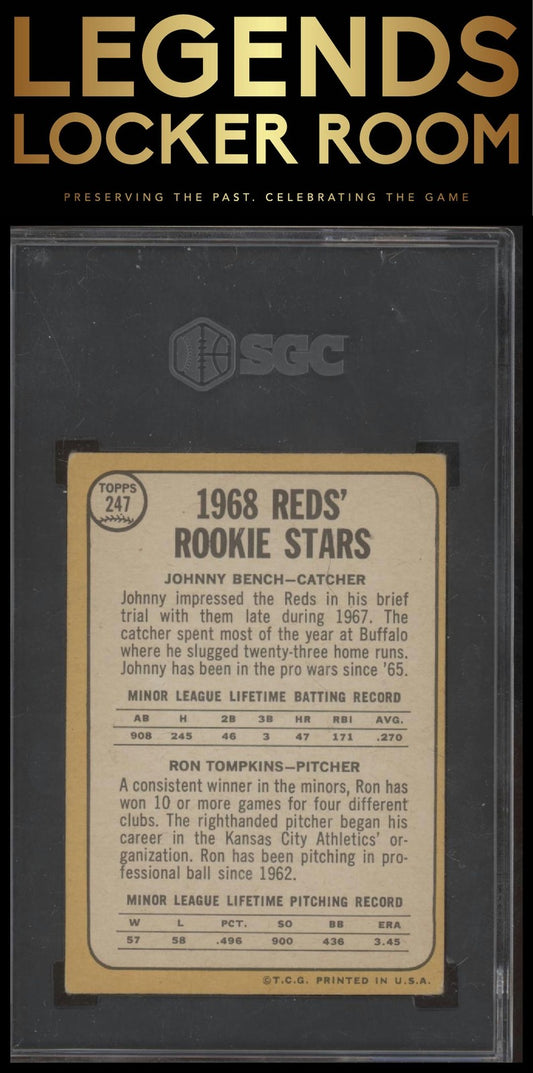 LEGENDS
LOCKER ROOM
PRESERVING THE PAST. CELEBRATING THE GAME
SGC
TOPPS
247
1968 REDS'
ROOKIE STARS
JOHNNY BENCH—CATCHER
Johnny impressed the Reds in his brief
trial with them late during 1967. The
catcher spent most of the year at Buffalo
where he slugged twenty-three home runs.
Johnny has been in the pro wars since '65.
MINOR LEAGUE LIFETIME BATTING RECORD
AB H 2B 3B HR RBI AVG.
908 245 46 3 47 171 .270
RON TOMPKINS—PITCHER
A consistent winner in the minors, Ron has
won 10 or more games for four different
clubs. The righthanded pitcher began his
career in the Kansas City Athletics' or-
ganization. Ron has been pitching in pro-
fessional ball since 1962.
MINOR LEAGUE LIFETIME PITCHING RECORD
W L PCT. SO BB ERA
57 58 .496 900 436 3.45
©T.C.G. PRINTED IN U.S.A.